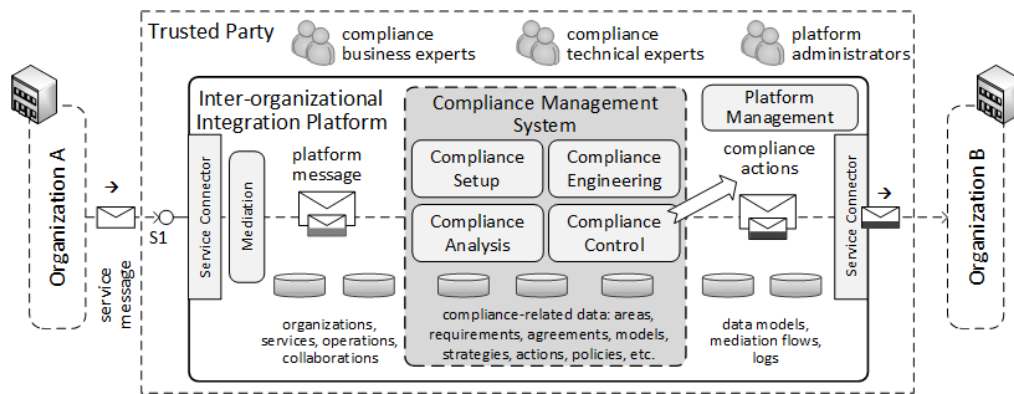 Trusted Party
compliance
business experts
compliance
technical experts
platform
administrators
Organization A
service
message
S1
Inter-organizational
Integration Platform
Service Connector
Mediation
platform
message
Compliance Management
System
Compliance
Setup
Compliance
Engineering
Compliance
Analysis
Compliance
Control
Platform
Management
compliance
actions
Service Connector
organizations,
services, operations,
collaborations
compliance-related data: areas,
requirements, agreements, models,
strategies, actions, policies, etc.
data models,
mediation flows,
logs
Organization B